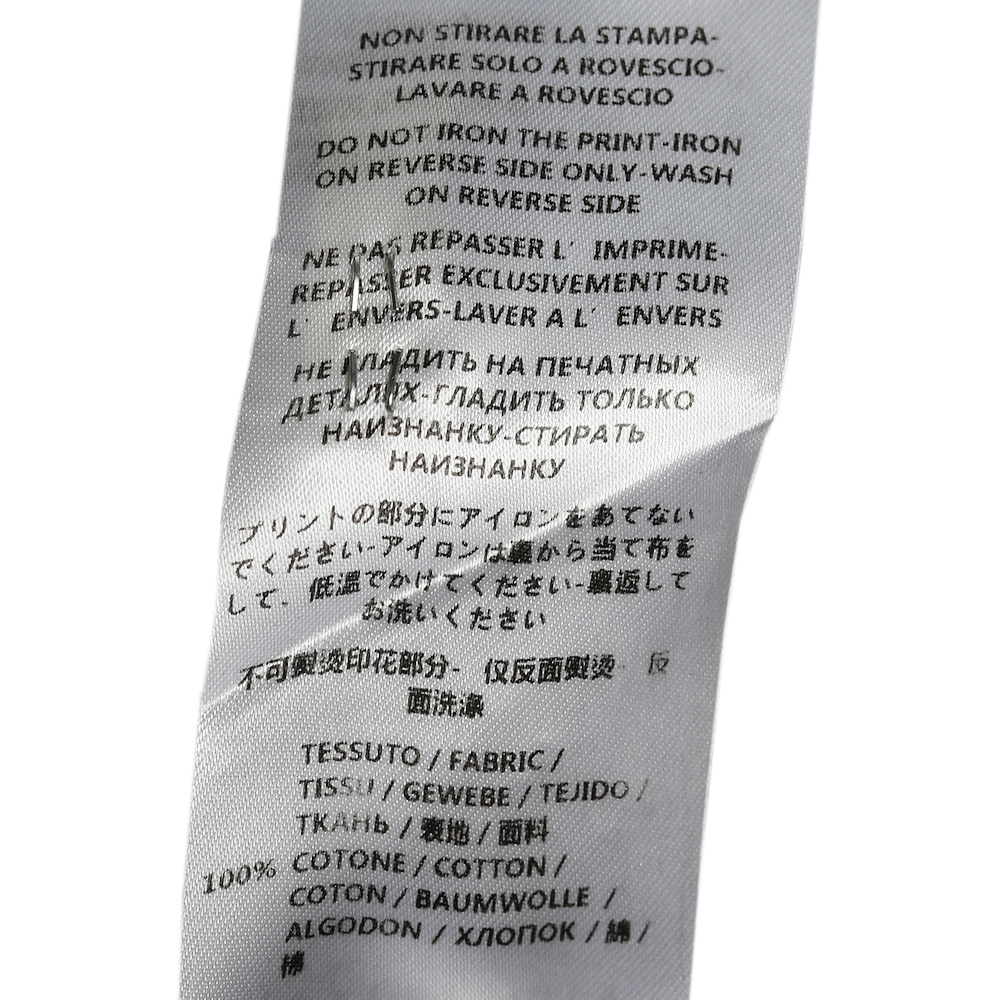 NON STIRARE LA STAMPA-
STIRARE SOLO A ROVESCIO-
LAVARE A ROVESCIO
DO NOT IRON THE PRINT-IRON
ON REVERSE SIDE ONLY-WASH
ON REVERSE SIDE
NE PAS REPASSER L' IMPRIME-
REPASSER EXCLUSIVEMENT SUR
L' ENVERS-LAVER A L' ENVERS
НЕ ГЛАДИТЬ НА ПЕЧАТНЫХ
ДЕТАЛЯХ-ГЛАДИТЬ ТОЛЬКО
НАИЗНАНКУ-СТИРАТЬ
НАИЗНАНКУ
プリントの部分にアイロンをあてない
でください-アイロンは裏から当て布を
して、低温でかけてください-裏返して
お洗いください
不可熨烫印花部分- 仅反面熨烫- 反
面洗涤
TESSUTO / FABRIC /
TISSU / GEWEBE / TEJIDO /
ТКАНЬ / 表地 / 面料
100% COTONE / COTTON /
COTON / BAUMWOLLE /
ALGODON / ХЛОПОК / 綿 /
棉